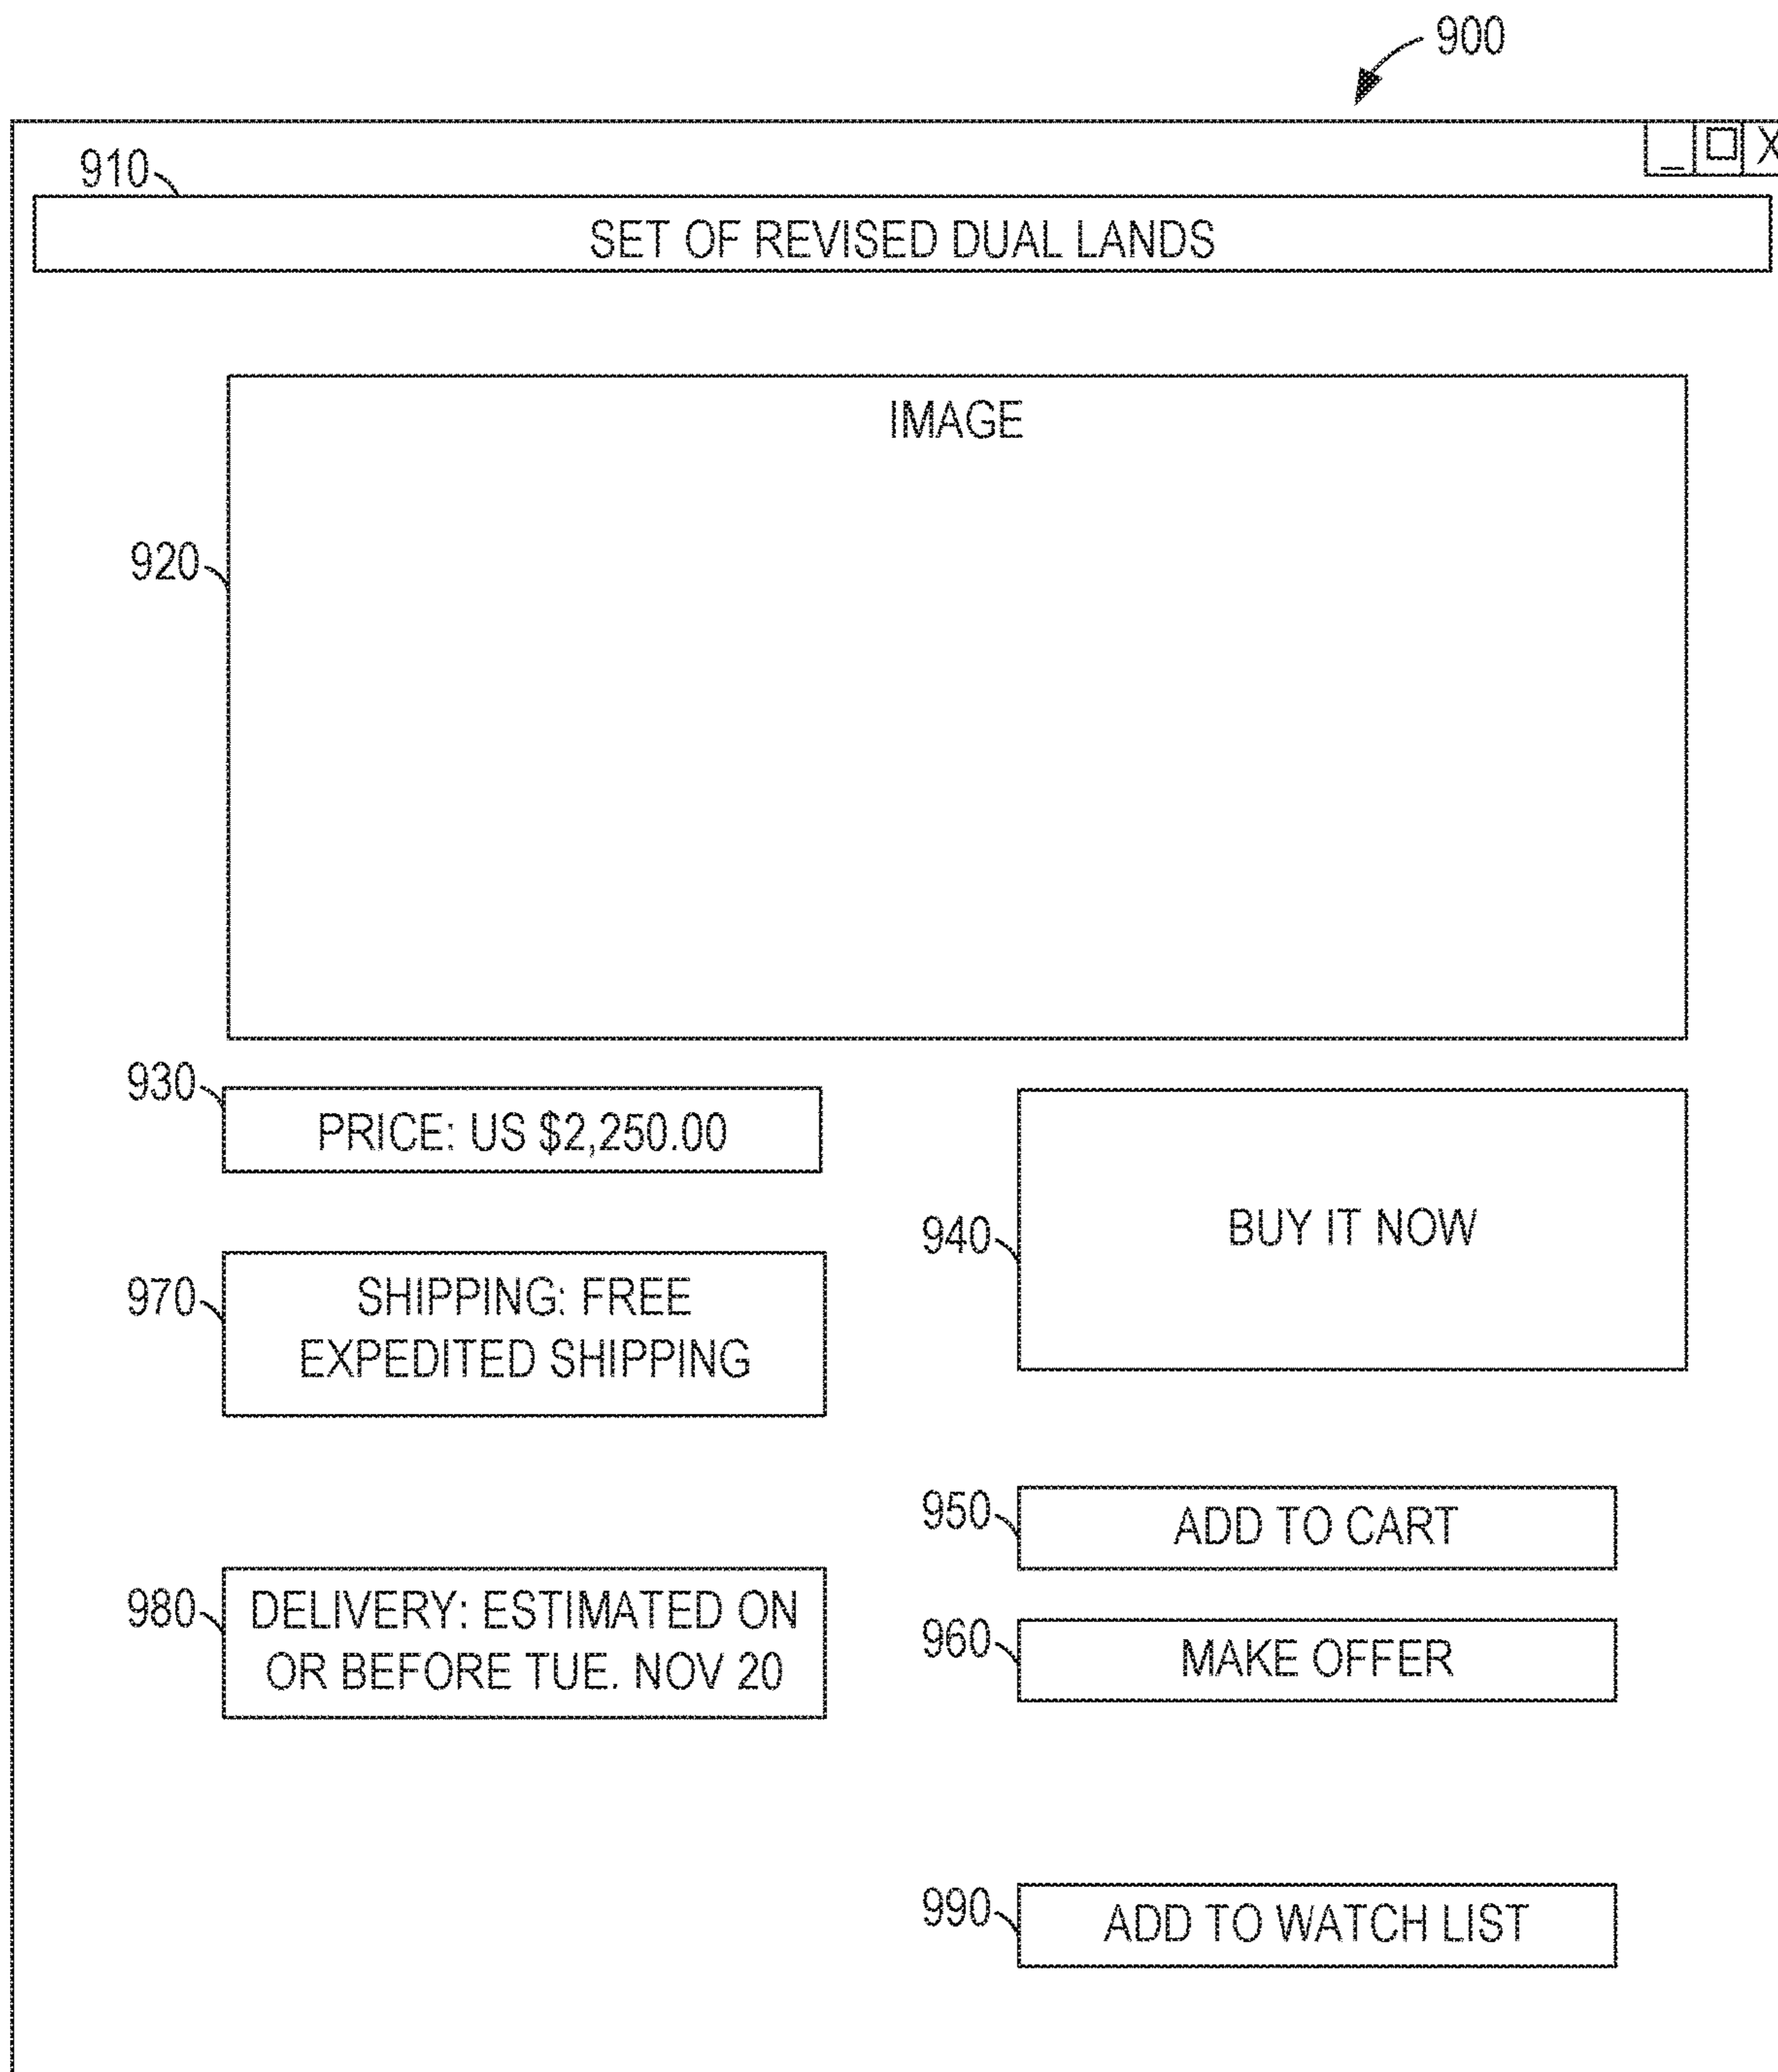 900
_ □ X
910
SET OF REVISED DUAL LANDS
IMAGE
920
930
PRICE: US $2,250.00
940
BUY IT NOW
970
SHIPPING: FREE
EXPEDITED SHIPPING
950
ADD TO CART
980
DELIVERY: ESTIMATED ON
OR BEFORE TUE. NOV 20
960
MAKE OFFER
990
ADD TO WATCH LIST